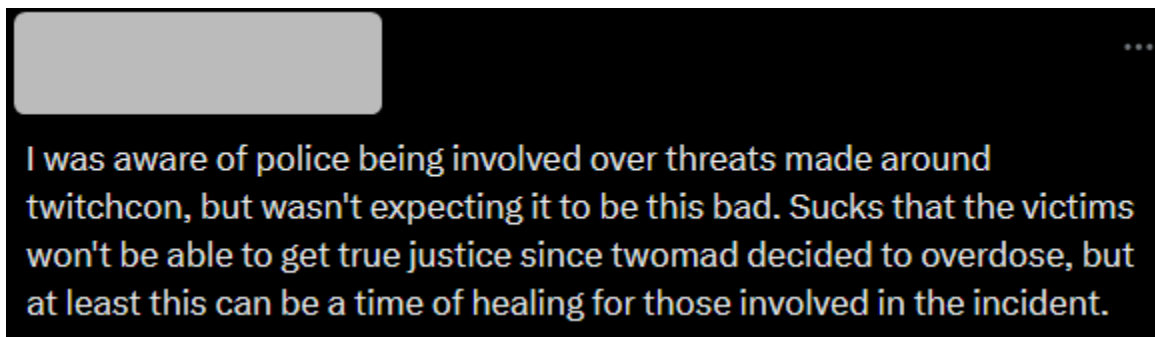 I was aware of police being involved over threats made around
twitchcon, but wasn't expecting it to be this bad. Sucks that the victims
won't be able to get true justice since twomad decided to overdose, but
at least this can be a time of healing for those involved in the incident.